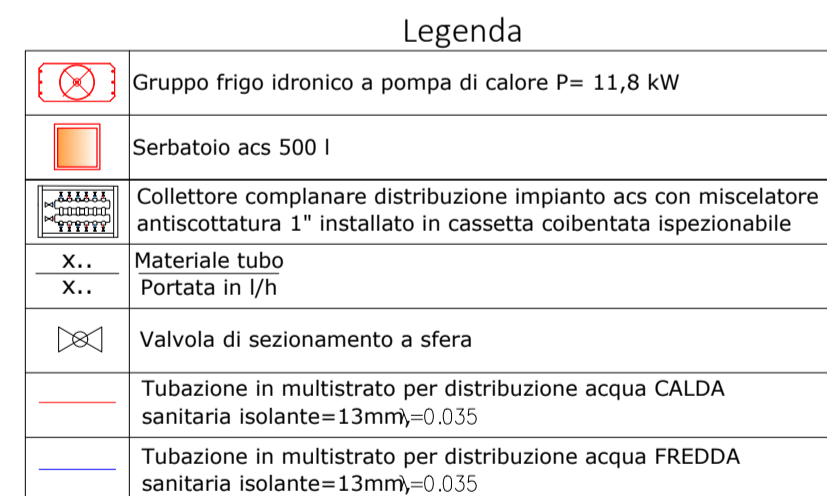 Legenda
Gruppo frigo idronico a pompa di calore P= 11,8 kW
Serbatoio acs 500 l
Collettore complanare distribuzione impianto acs con miscelatore
antiscottatura 1" installato in cassetta coibentata ispezionabile
x.. Materiale tubo
x.. Portata in l/h
Valvola di sezionamento a sfera
Tubazione in multistrato per distribuzione acqua CALDA
sanitaria isolante=13mm,λ=0.035
Tubazione in multistrato per distribuzione acqua FREDDA
sanitaria isolante=13mm,λ=0.035